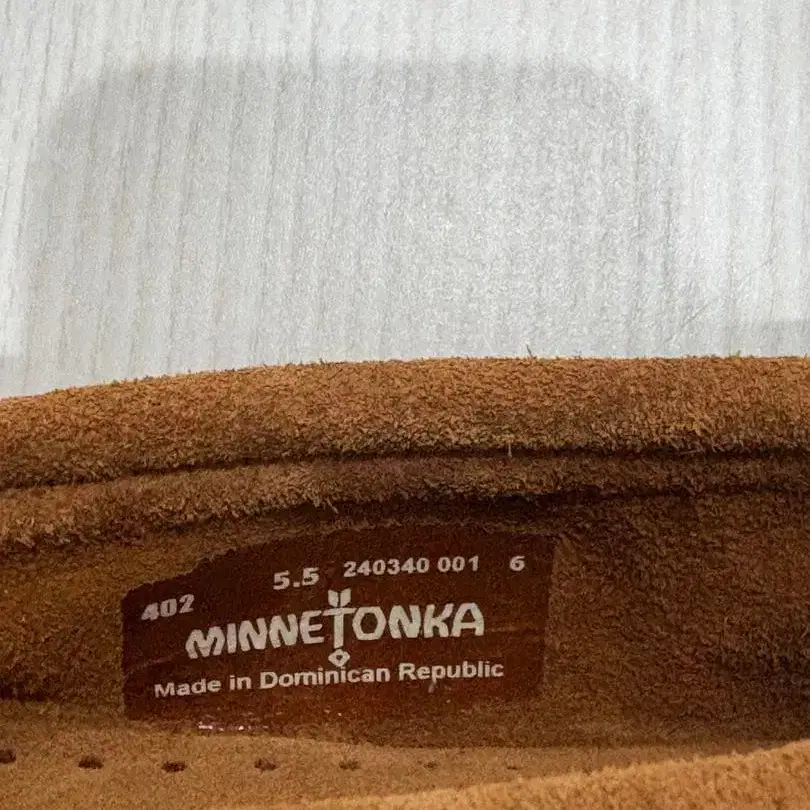 402 5.5 240340 001 6
MINNETONKA
Made in Dominican Republic